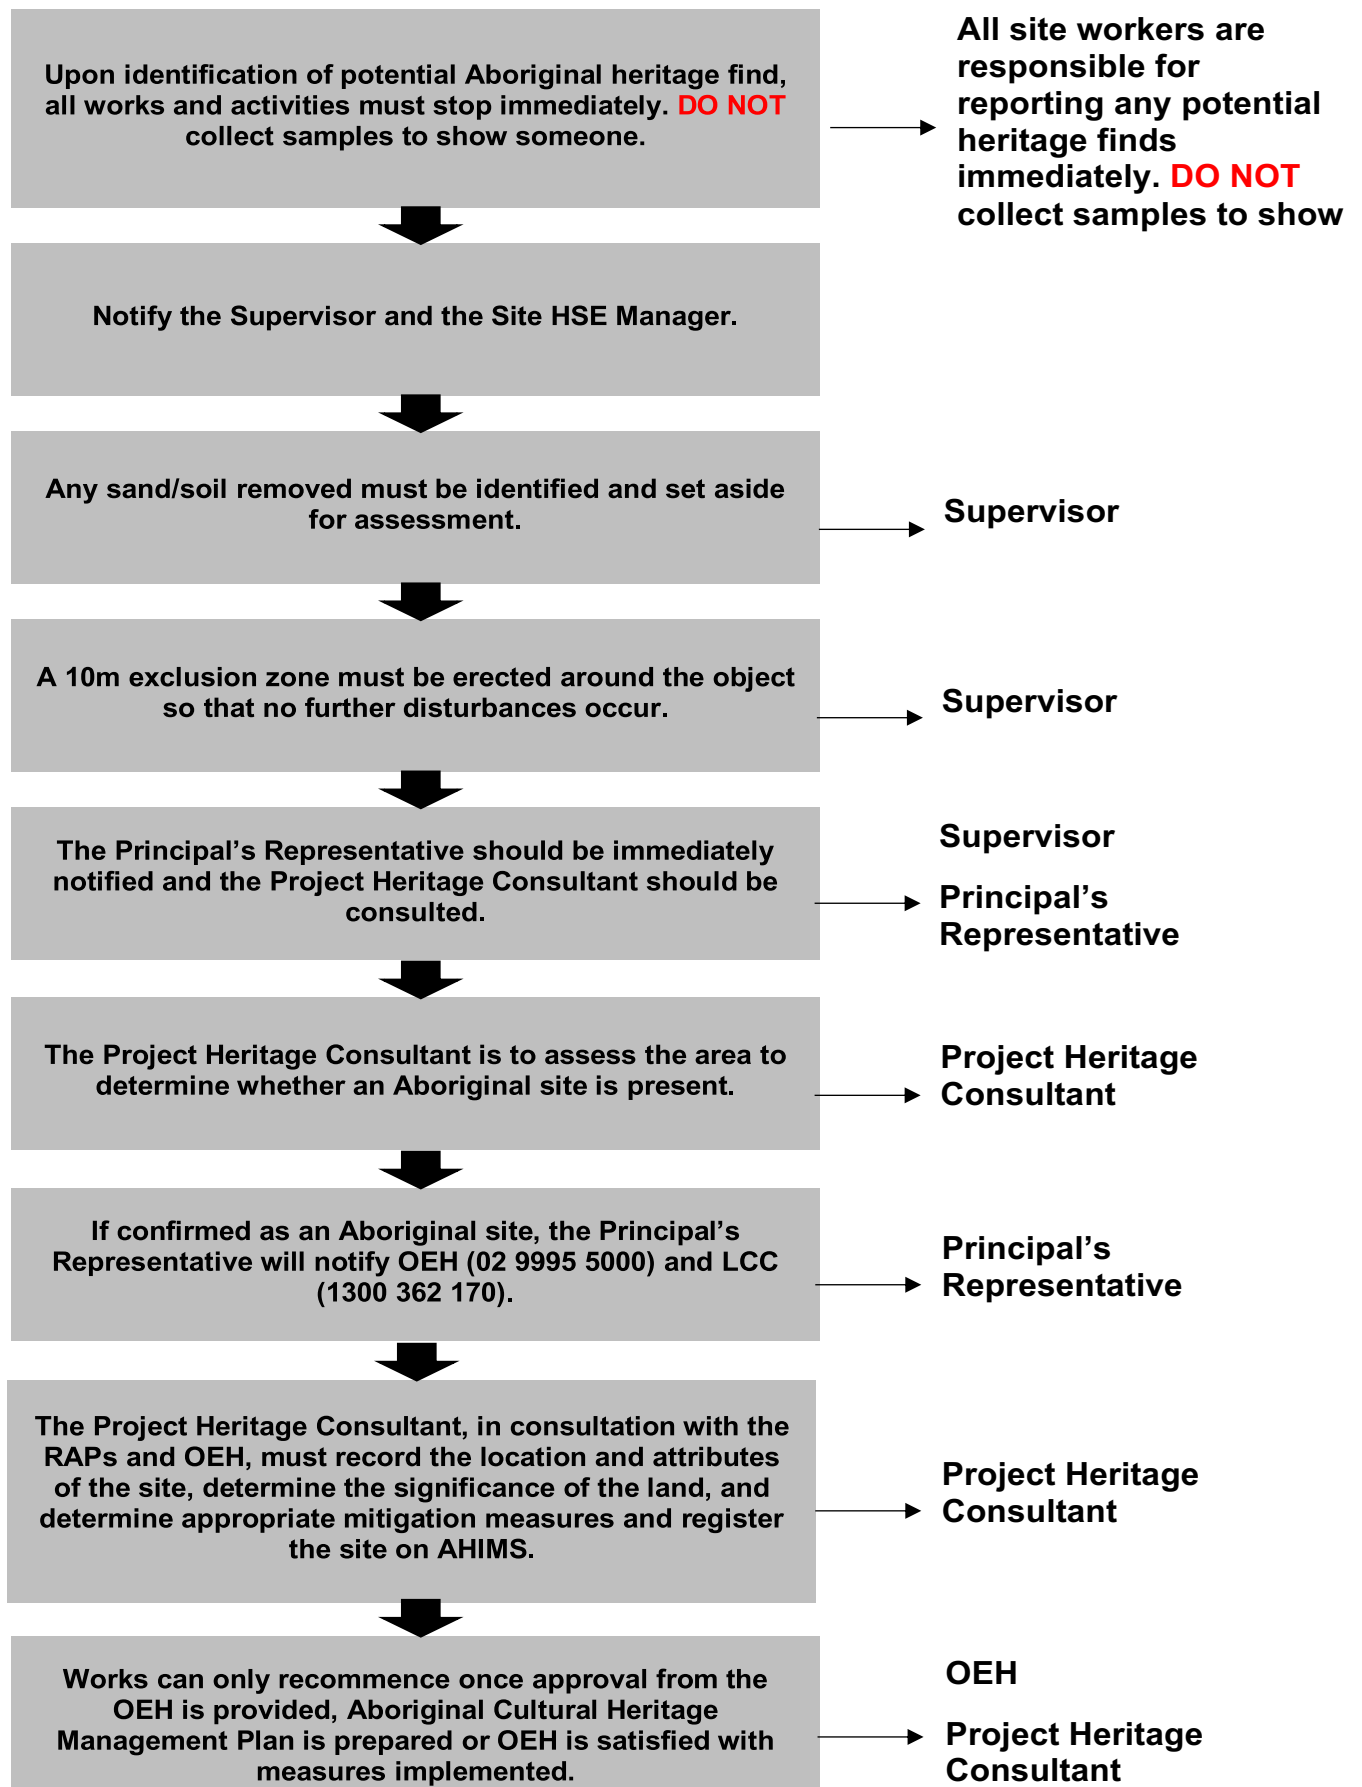 Upon identification of potential Aboriginal heritage find,
all works and activities must stop immediately. DO NOT
collect samples to show someone.
All site workers are
responsible for
reporting any potential
heritage finds
immediately. DO NOT
collect samples to show
Notify the Supervisor and the Site HSE Manager.
Any sand/soil removed must be identified and set aside
for assessment.
Supervisor
A 10m exclusion zone must be erected around the object
so that no further disturbances occur.
Supervisor
The Principal’s Representative should be immediately
notified and the Project Heritage Consultant should be
consulted.
Supervisor
Principal’s
Representative
The Project Heritage Consultant is to assess the area to
determine whether an Aboriginal site is present.
Project Heritage
Consultant
If confirmed as an Aboriginal site, the Principal’s
Representative will notify OEH (02 9995 5000) and LCC
(1300 362 170).
Principal’s
Representative
The Project Heritage Consultant, in consultation with the
RAPs and OEH, must record the location and attributes
of the site, determine the significance of the land, and
determine appropriate mitigation measures and register
the site on AHIMS.
Project Heritage
Consultant
Works can only recommence once approval from the
OEH is provided, Aboriginal Cultural Heritage
Management Plan is prepared or OEH is satisfied with
measures implemented.
OEH
Project Heritage
Consultant